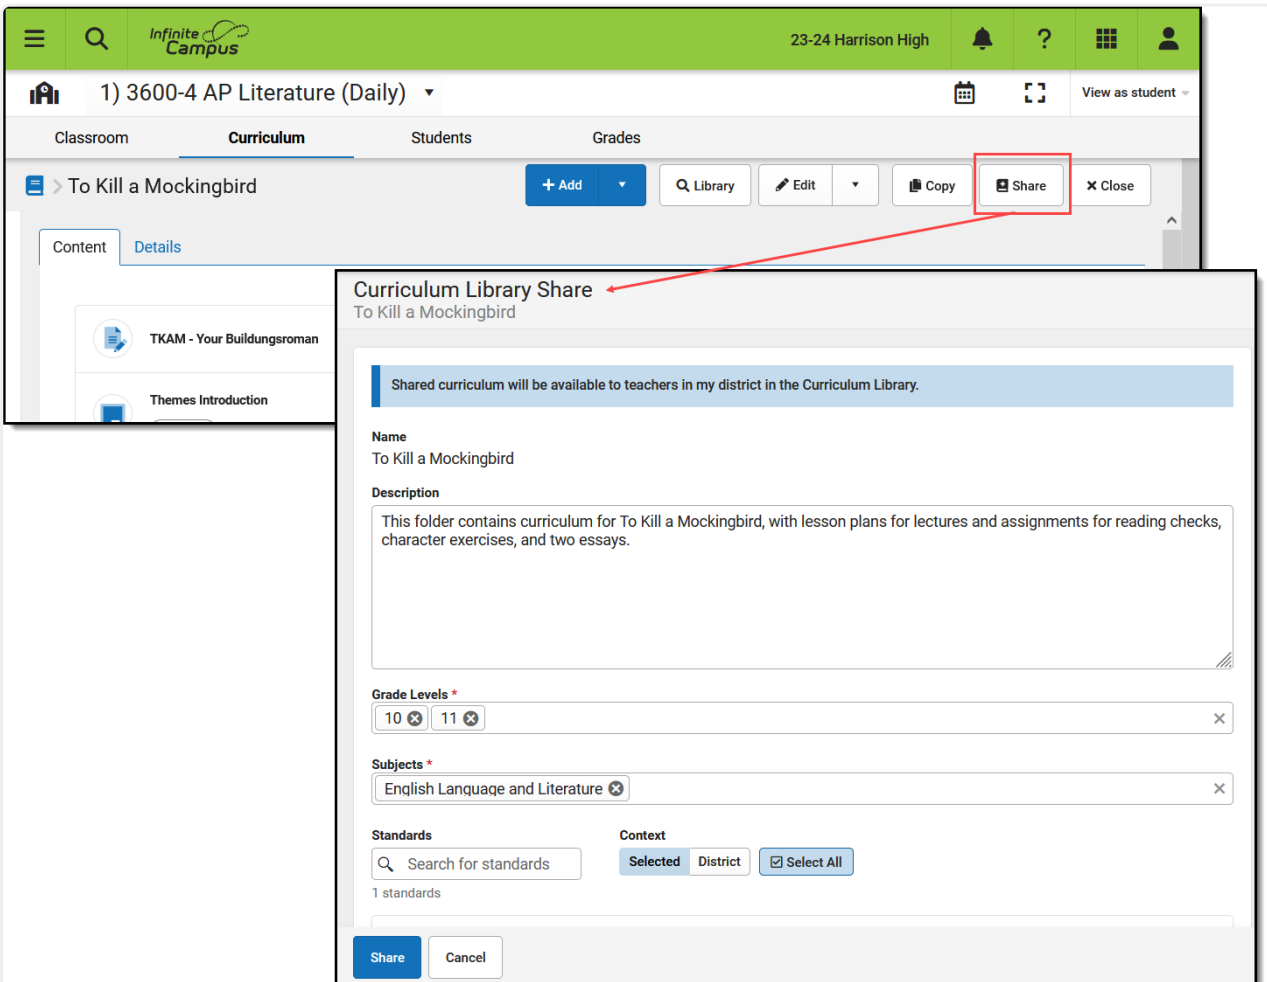 Infinite
Campus
23-24 Harrison High
?
1) 3600-4 AP Literature (Daily)
View as student
Classroom Curriculum Students Grades
To Kill a Mockingbird
+ Add Library Edit Copy Share × Close
Content Details
TKAM - Your Buildungsroman
Themes Introduction
Curriculum Library Share
To Kill a Mockingbird
Shared curriculum will be available to teachers in my district in the Curriculum Library.
Name
To Kill a Mockingbird
Description
This folder contains curriculum for To Kill a Mockingbird, with lesson plans for lectures and assignments for reading checks,
character exercises, and two essays.
Grade Levels *
10 11
Subjects *
English Language and Literature
Standards Context
Search for standards Selected District Select All
1 standards
Share Cancel